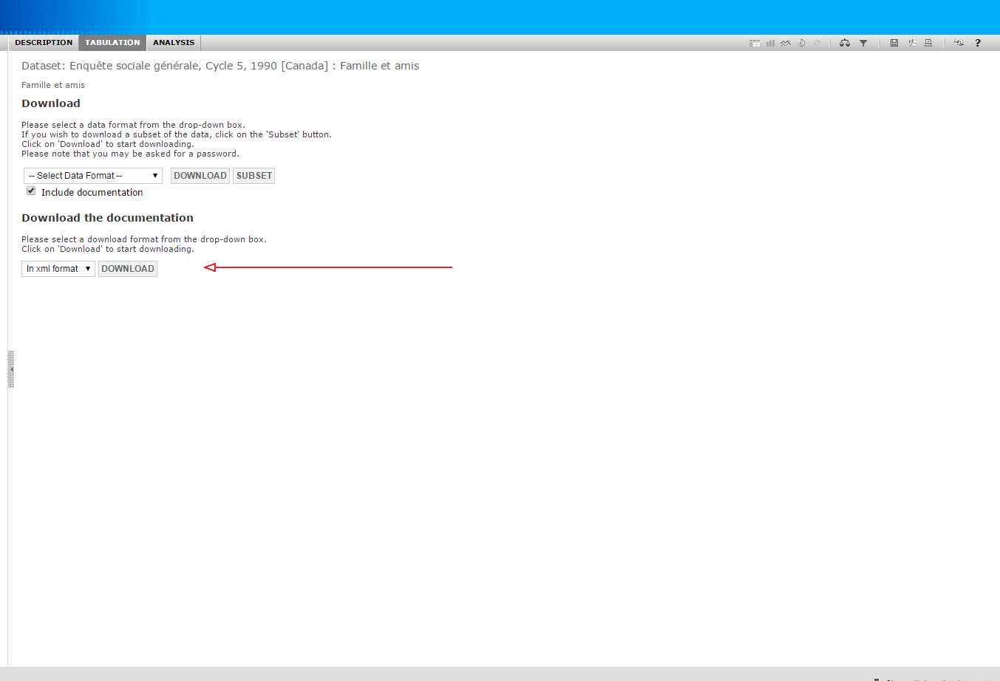 DESCRIPTION TABULATION ANALYSIS ?
Dataset: Enquête sociale générale, Cycle 5, 1990 [Canada] : Famille et amis
Famille et amis
Download
Please select a data format from the drop-down box.
If you wish to download a subset of the data, click on the 'Subset' button.
Click on 'Download' to start downloading.
Please note that you may be asked for a password.
-- Select Data Format -- DOWNLOAD SUBSET
Include documentation
Download the documentation
Please select a download format from the drop-down box.
Click on 'Download' to start downloading.
In xml format DOWNLOAD